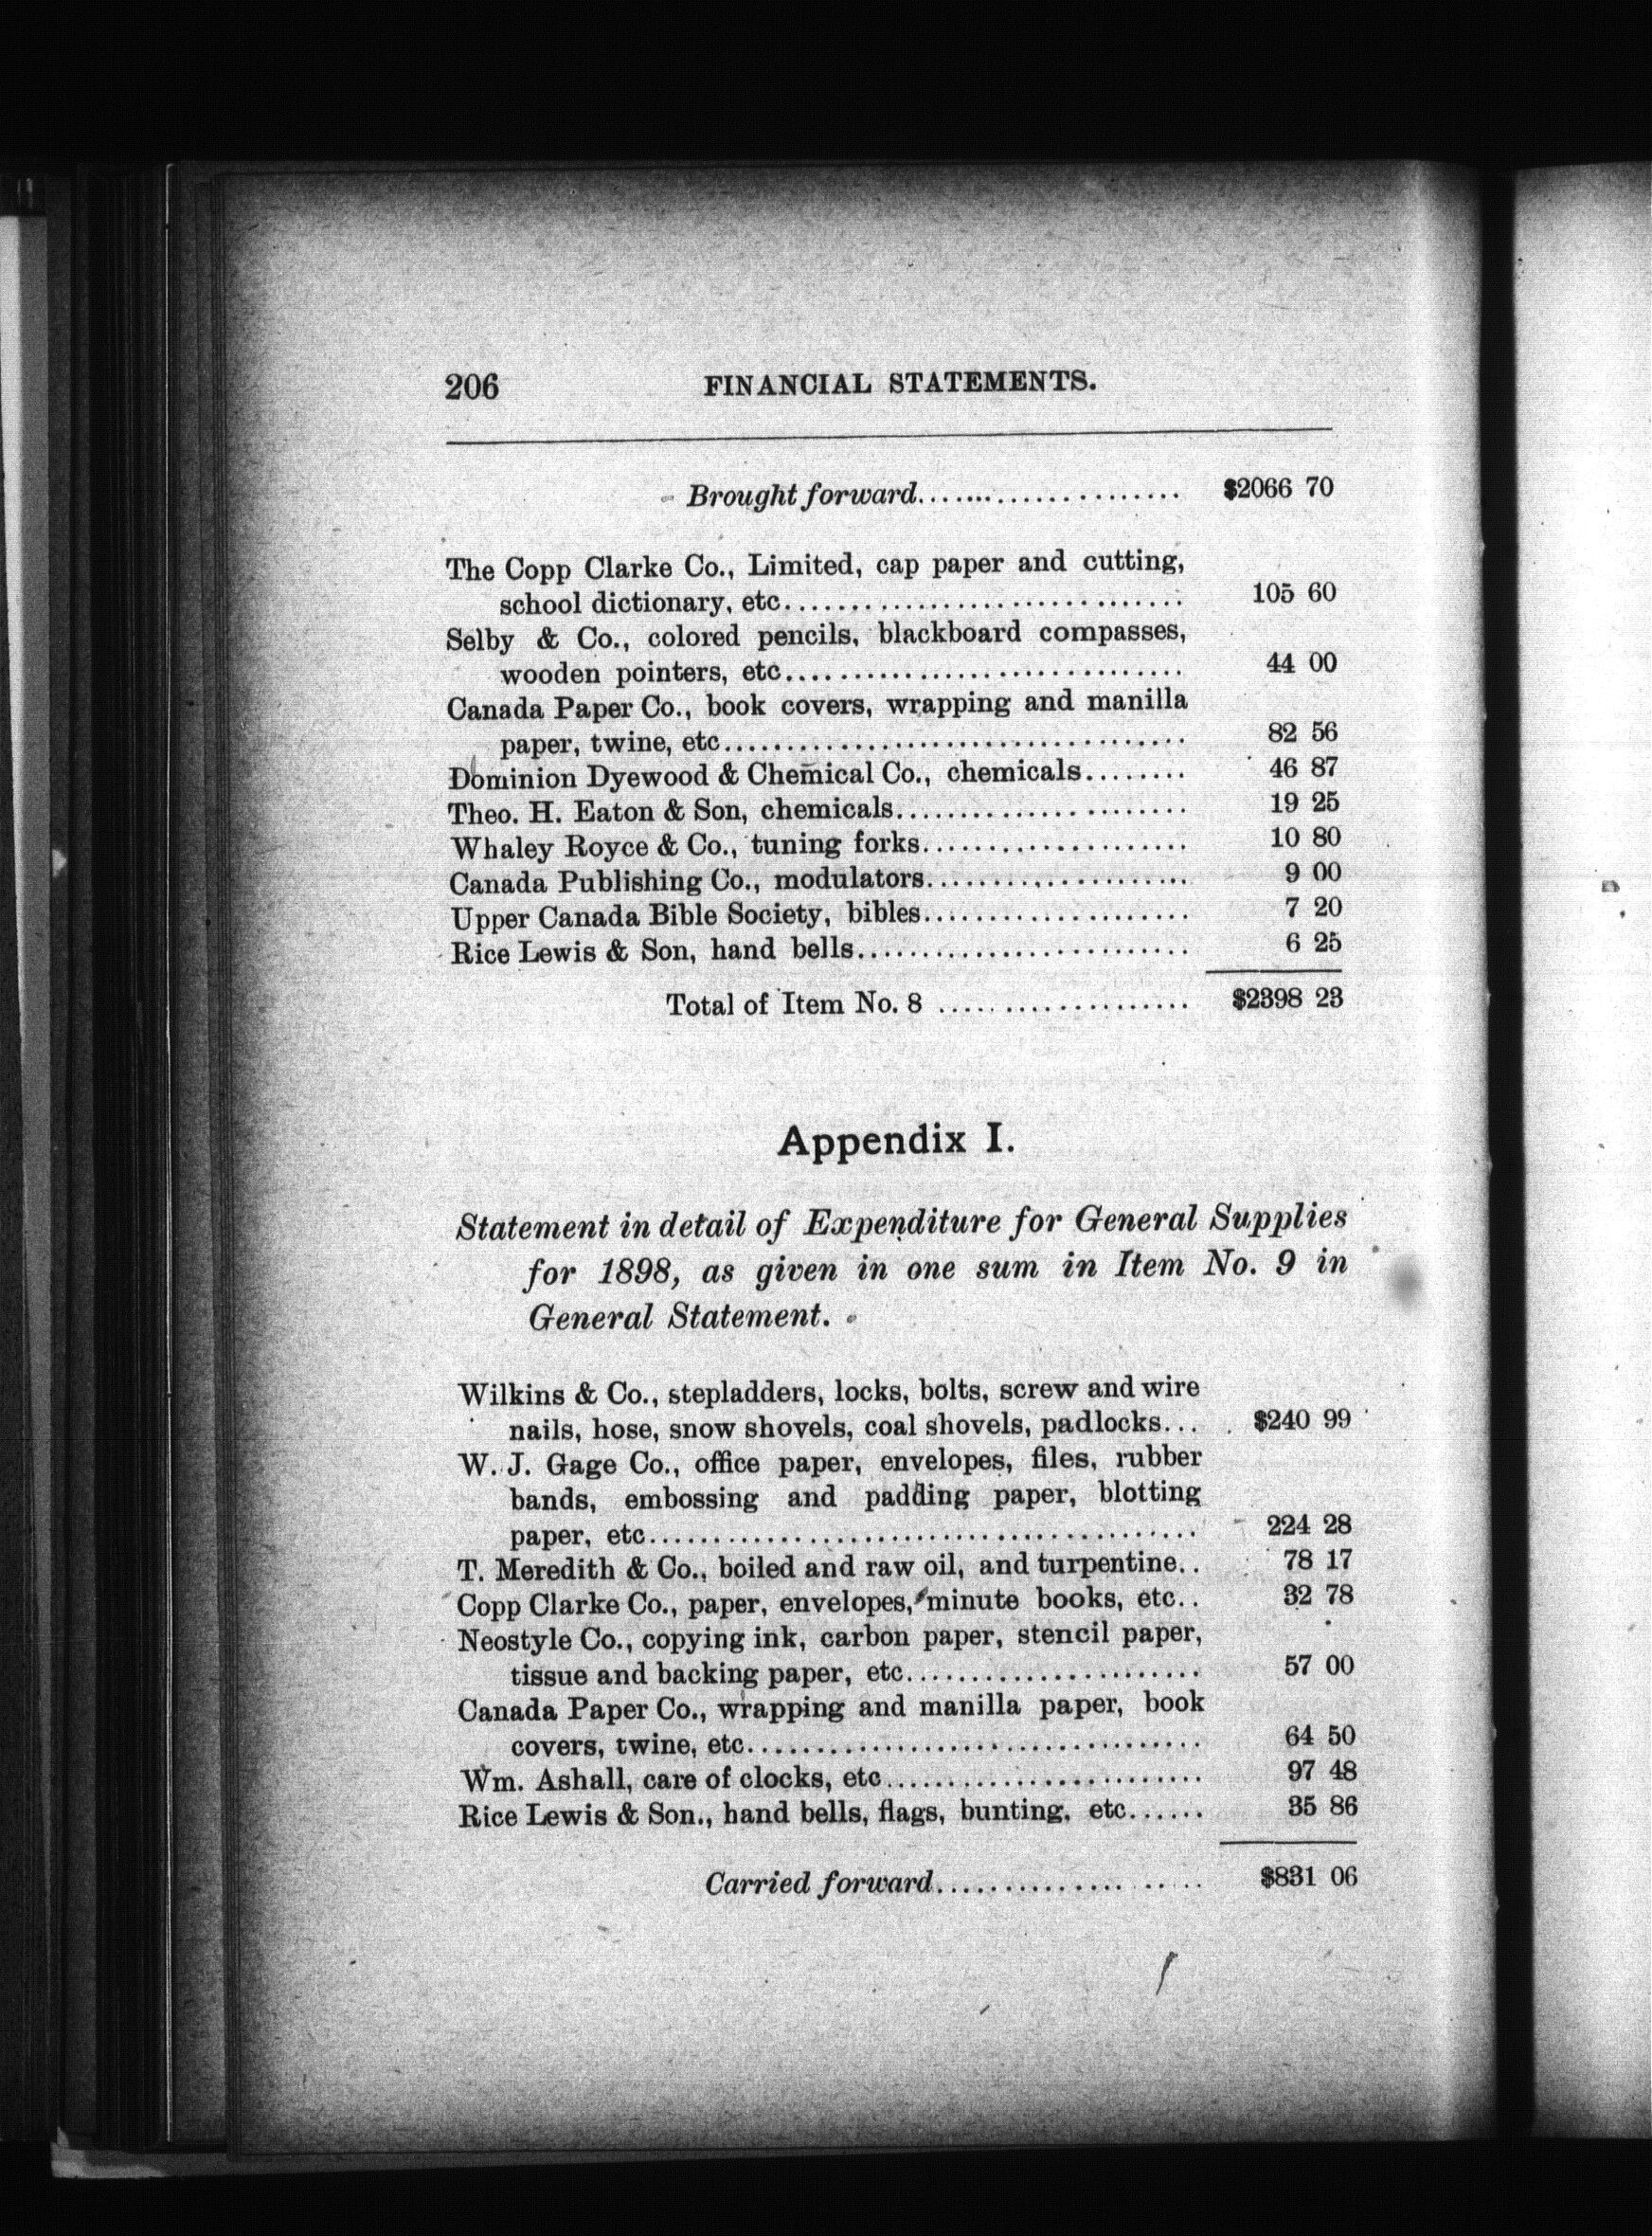 206 FINANCIAL STATEMENTS.
Brought forward........................ $2066 70
The Copp Clarke Co., Limited, cap paper and cutting,
school dictionary, etc.............................. 105 60
Selby & Co., colored pencils, blackboard compasses,
wooden pointers, etc.............................. 44 00
Canada Paper Co., book covers, wrapping and manilla
paper, twine, etc.................................. 82 56
Dominion Dyewood & Chemical Co., chemicals........ 46 87
Theo. H. Eaton & Son, chemicals...................... 19 25
Whaley Royce & Co., tuning forks.................... 10 80
Canada Publishing Co., modulators.................... 9 00
Upper Canada Bible Society, bibles.................... 7 20
Rice Lewis & Son, hand bells.......................... 6 25
Total of Item No. 8 .................... $2398 23
Appendix I.
Statement in detail of Expenditure for General Supplies
for 1898, as given in one sum in Item No. 9 in
General Statement.
Wilkins & Co., stepladders, locks, bolts, screw and wire
nails, hose, snow shovels, coal shovels, padlocks... $240 99
W. J. Gage Co., office paper, envelopes, files, rubber
bands, embossing and padding paper, blotting
paper, etc........................................ 224 28
T. Meredith & Co., boiled and raw oil, and turpentine.. 78 17
Copp Clarke Co., paper, envelopes, minute books, etc.. 32 78
Neostyle Co., copying ink, carbon paper, stencil paper,
tissue and backing paper, etc...................... 57 00
Canada Paper Co., wrapping and manilla paper, book
covers, twine, etc.................................. 64 50
Wm. Ashall, care of clocks, etc........................ 97 48
Rice Lewis & Son., hand bells, flags, bunting, etc...... 35 86
Carried forward.................... $831 06